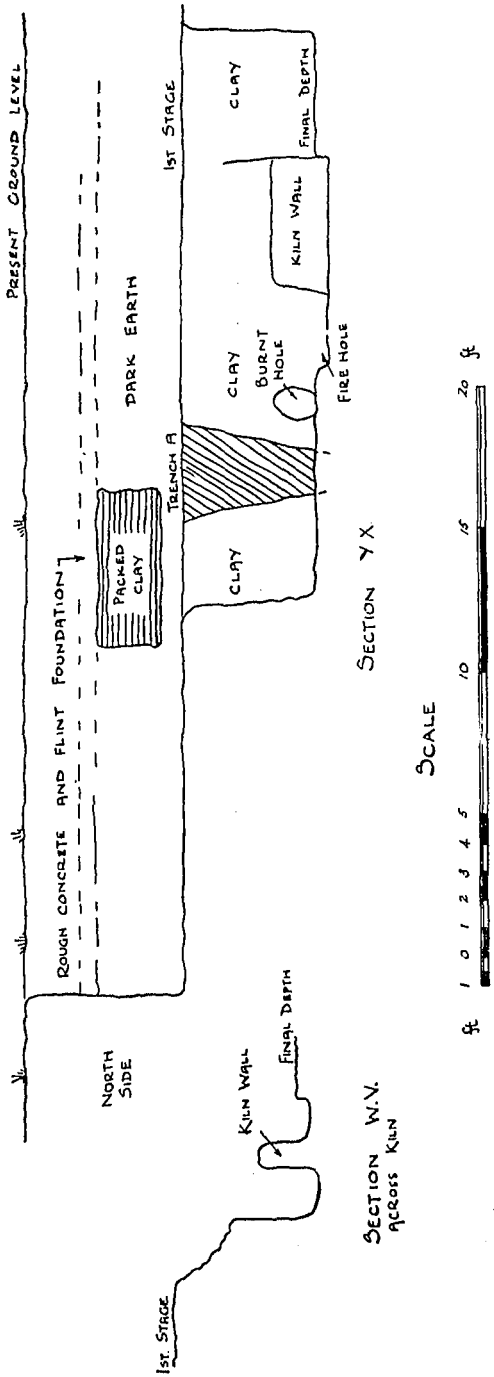 PRESENT GROUND LEVEL
ROUGH CONCRETE AND FLINT FOUNDATION
NORTH
SIDE
PACKED
CLAY
DARK EARTH
1ST STAGE
TRENCH A
CLAY
CLAY
BURNT
HOLE
FIRE HOLE
KILN WALL
CLAY
FINAL DEPTH
SECTION Y X
1ST. STAGE
KILN WALL
FINAL DEPTH
SECTION W.V.
ACROSS KILN
SCALE
ft 1 0 1 2 3 4 5 10 15 20 ft